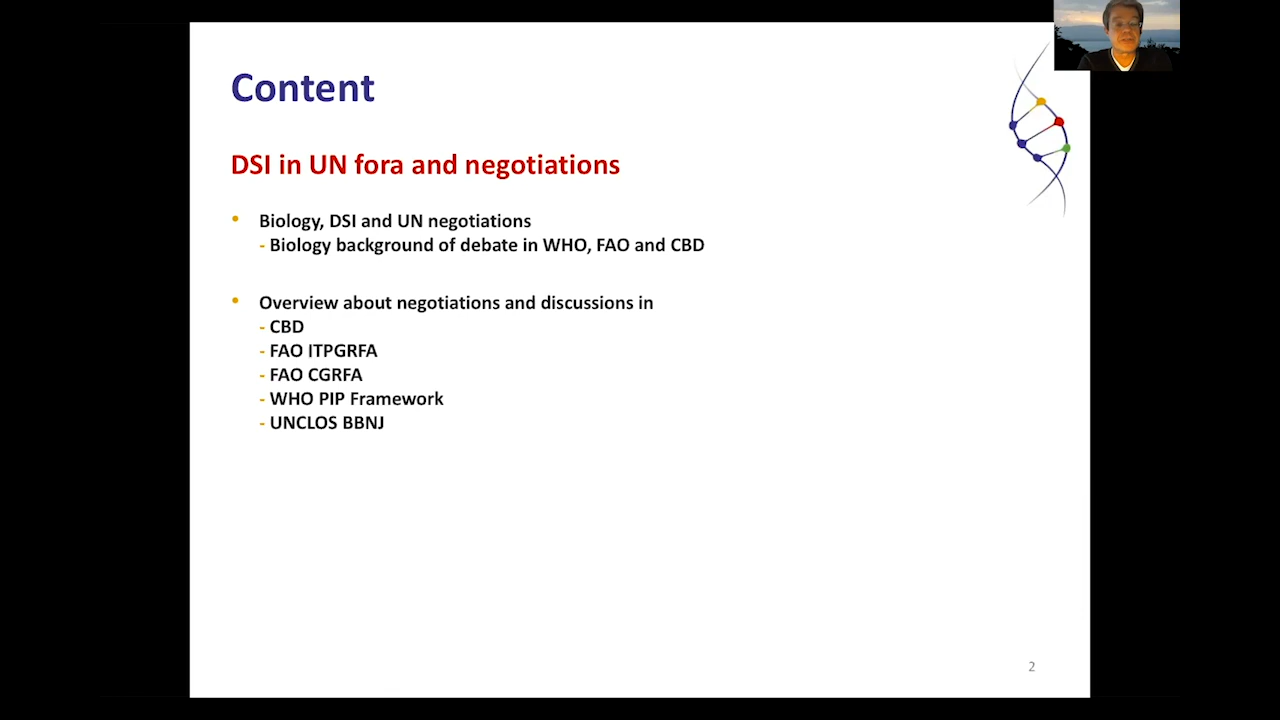 Content
DSI in UN fora and negotiations
• Biology, DSI and UN negotiations
- Biology background of debate in WHO, FAO and CBD
• Overview about negotiations and discussions in
- CBD
- FAO ITPGRFA
- FAO CGRFA
- WHO PIP Framework
- UNCLOS BBNJ
2